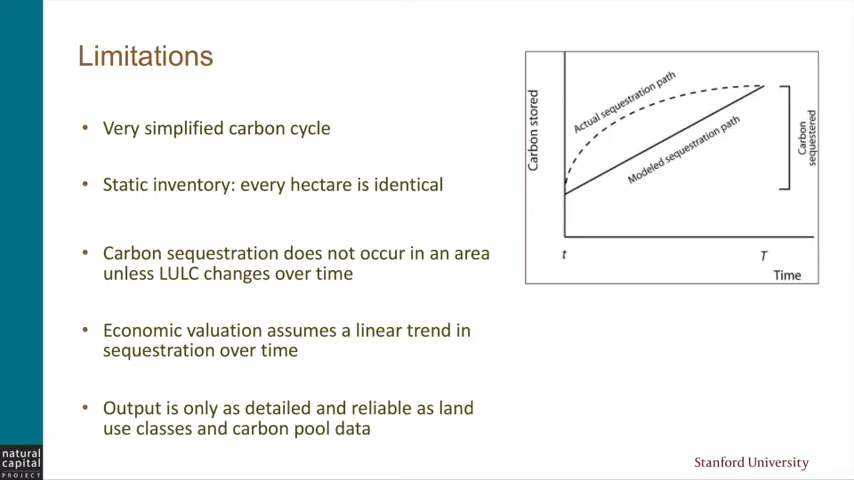 Limitations
• Very simplified carbon cycle
• Static inventory: every hectare is identical
• Carbon sequestration does not occur in an area
unless LULC changes over time
• Economic valuation assumes a linear trend in
sequestration over time
• Output is only as detailed and reliable as land
use classes and carbon pool data
Carbon stored
Actual sequestration path
Modeled sequestration path
Carbon
sequestered
t
T
Time
natural
capital
PROJECT
Stanford University